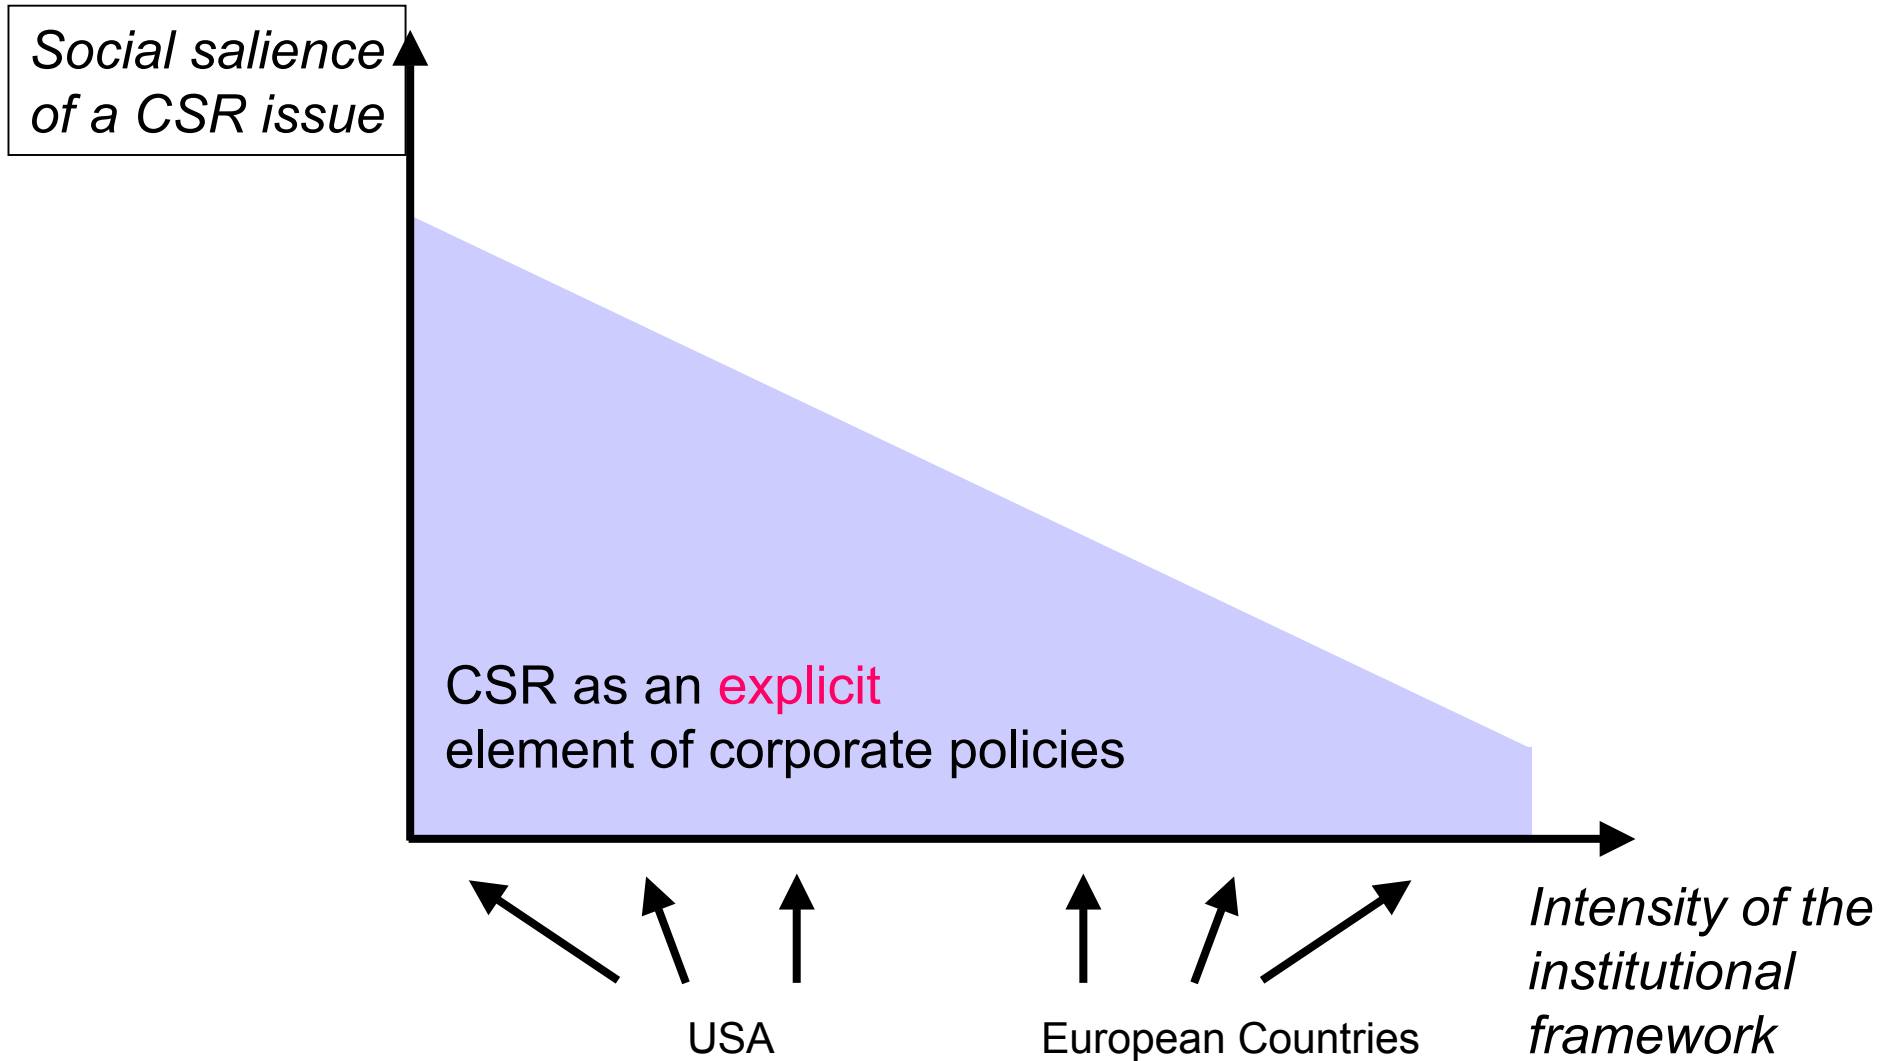 Social salience
of a CSR issue
CSR as an explicit
element of corporate policies
Intensity of the
institutional
framework
USA
European Countries